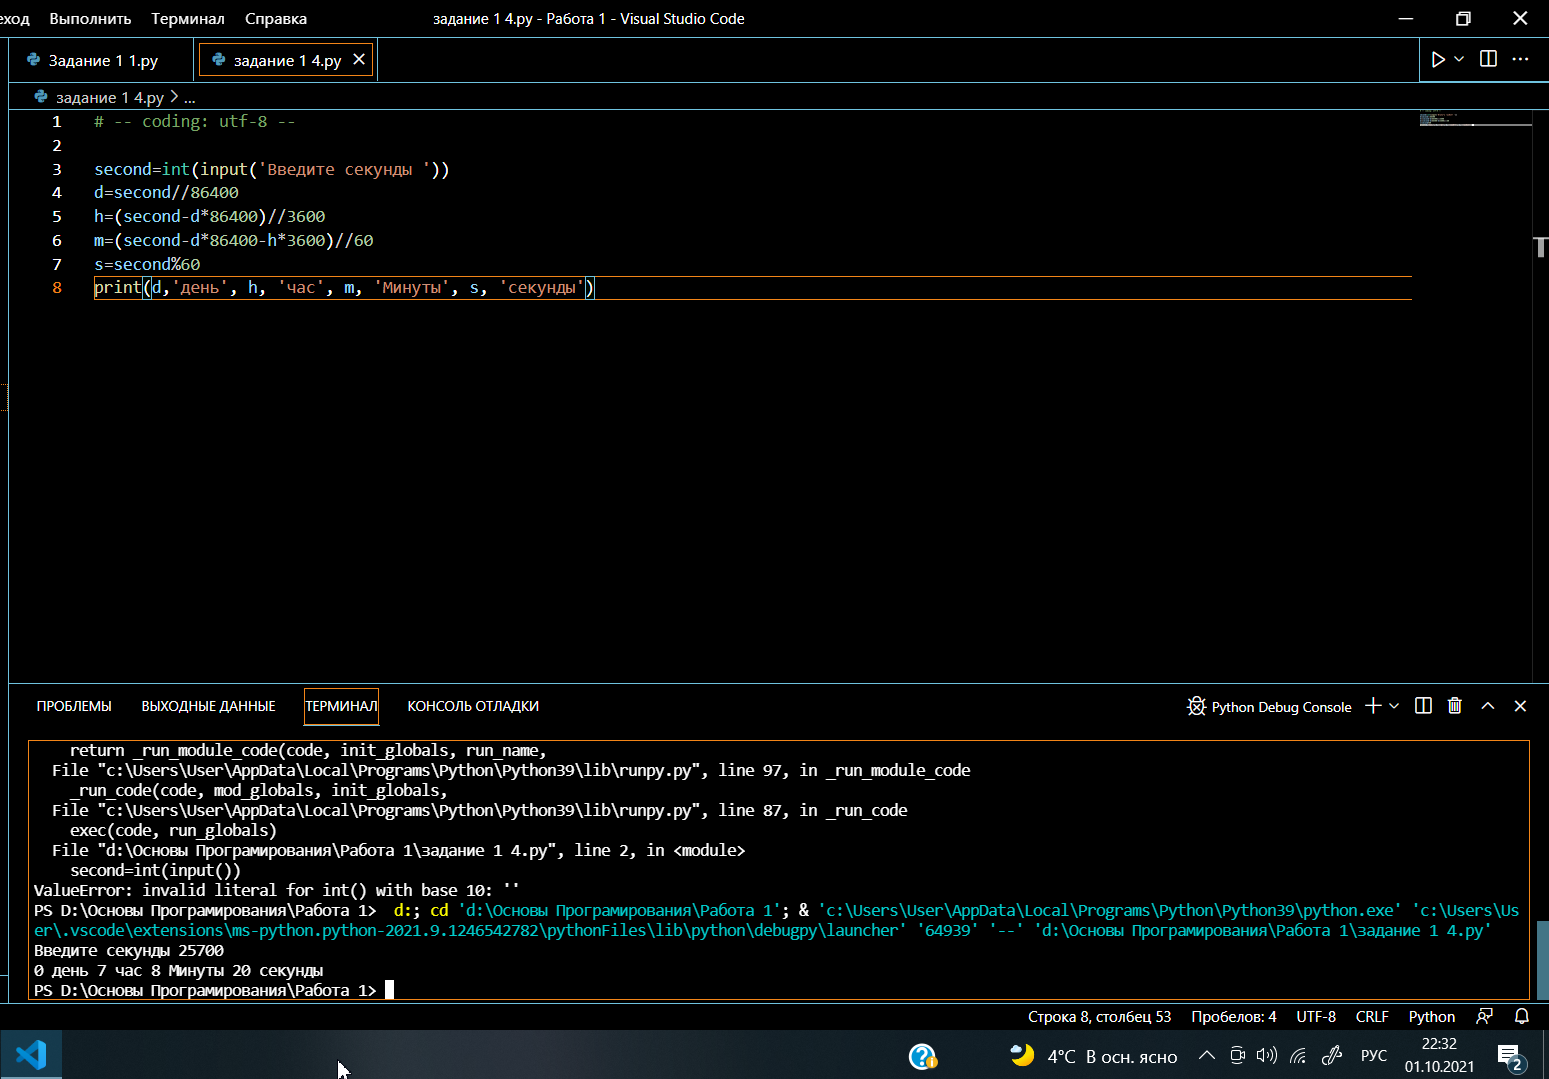 Выполнить Терминал Справка задание 1 4.py - Работа 1 - Visual Studio Code
Задание 1 1.py задание 1 4.py
задание 1 4.py > ...
1 # -- coding: utf-8 --
2
3 second=int(input('Введите секунды '))
4 d=second//86400
5 h=(second-d*86400)//3600
6 m=(second-d*86400-h*3600)//60
7 s=second%60
8 print(d,'день', h, 'час', m, 'Минуты', s, 'секунды')
ПРОБЛЕМЫ ВЫХОДНЫЕ ДАННЫЕ ТЕРМИНАЛ КОНСОЛЬ ОТЛАДКИ Python Debug Console
return _run_module_code(code, init_globals, run_name,
File "c:\Users\User\AppData\Local\Programs\Python\Python39\lib\runpy.py", line 97, in _run_module_code
_run_code(code, mod_globals, init_globals,
File "c:\Users\User\AppData\Local\Programs\Python\Python39\lib\runpy.py", line 87, in _run_code
exec(code, run_globals)
File "d:\Основы Програмирования\Работа 1\задание 1 4.py", line 2, in <module>
second=int(input())
ValueError: invalid literal for int() with base 10: ''
PS D:\Основы Програмирования\Работа 1> d:; cd 'd:\Основы Програмирования\Работа 1'; & 'c:\Users\User\AppData\Local\Programs\Python\Python39\python.exe' 'c:\Users\Us
er\.vscode\extensions\ms-python.python-2021.9.1246542782\pythonFiles\lib\python\debugpy\launcher' '64939' '--' 'd:\Основы Програмирования\Работа 1\задание 1 4.py'
Введите секунды 25700
0 день 7 час 8 Минуты 20 секунды
PS D:\Основы Програмирования\Работа 1>
Строка 8, столбец 53 Пробелов: 4 UTF-8 CRLF Python
4°C В осн. ясно РУС 22:32
01.10.2021 2